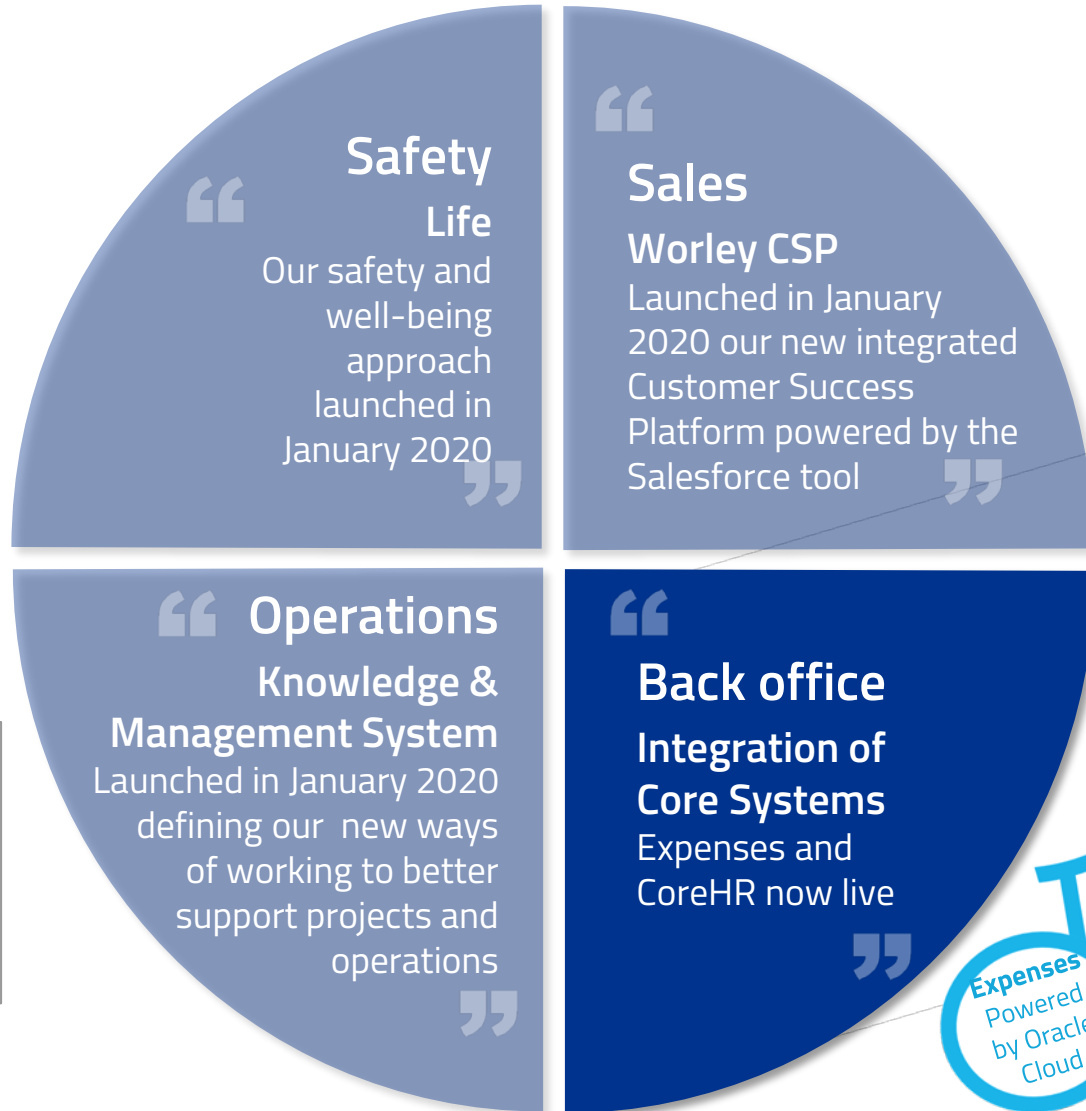 Safety
Life
Our safety and
well-being
approach
launched in
January 2020
Sales
Worley CSP
Launched in January
2020 our new integrated
Customer Success
Platform powered by the
Salesforce tool
Operations
Knowledge &
Management System
Launched in January 2020
defining our new ways
of working to better
support projects and
operations
Back office
Integration of
Core Systems
Expenses and
CoreHR now live
Expenses
Powered
by Oracle
Cloud